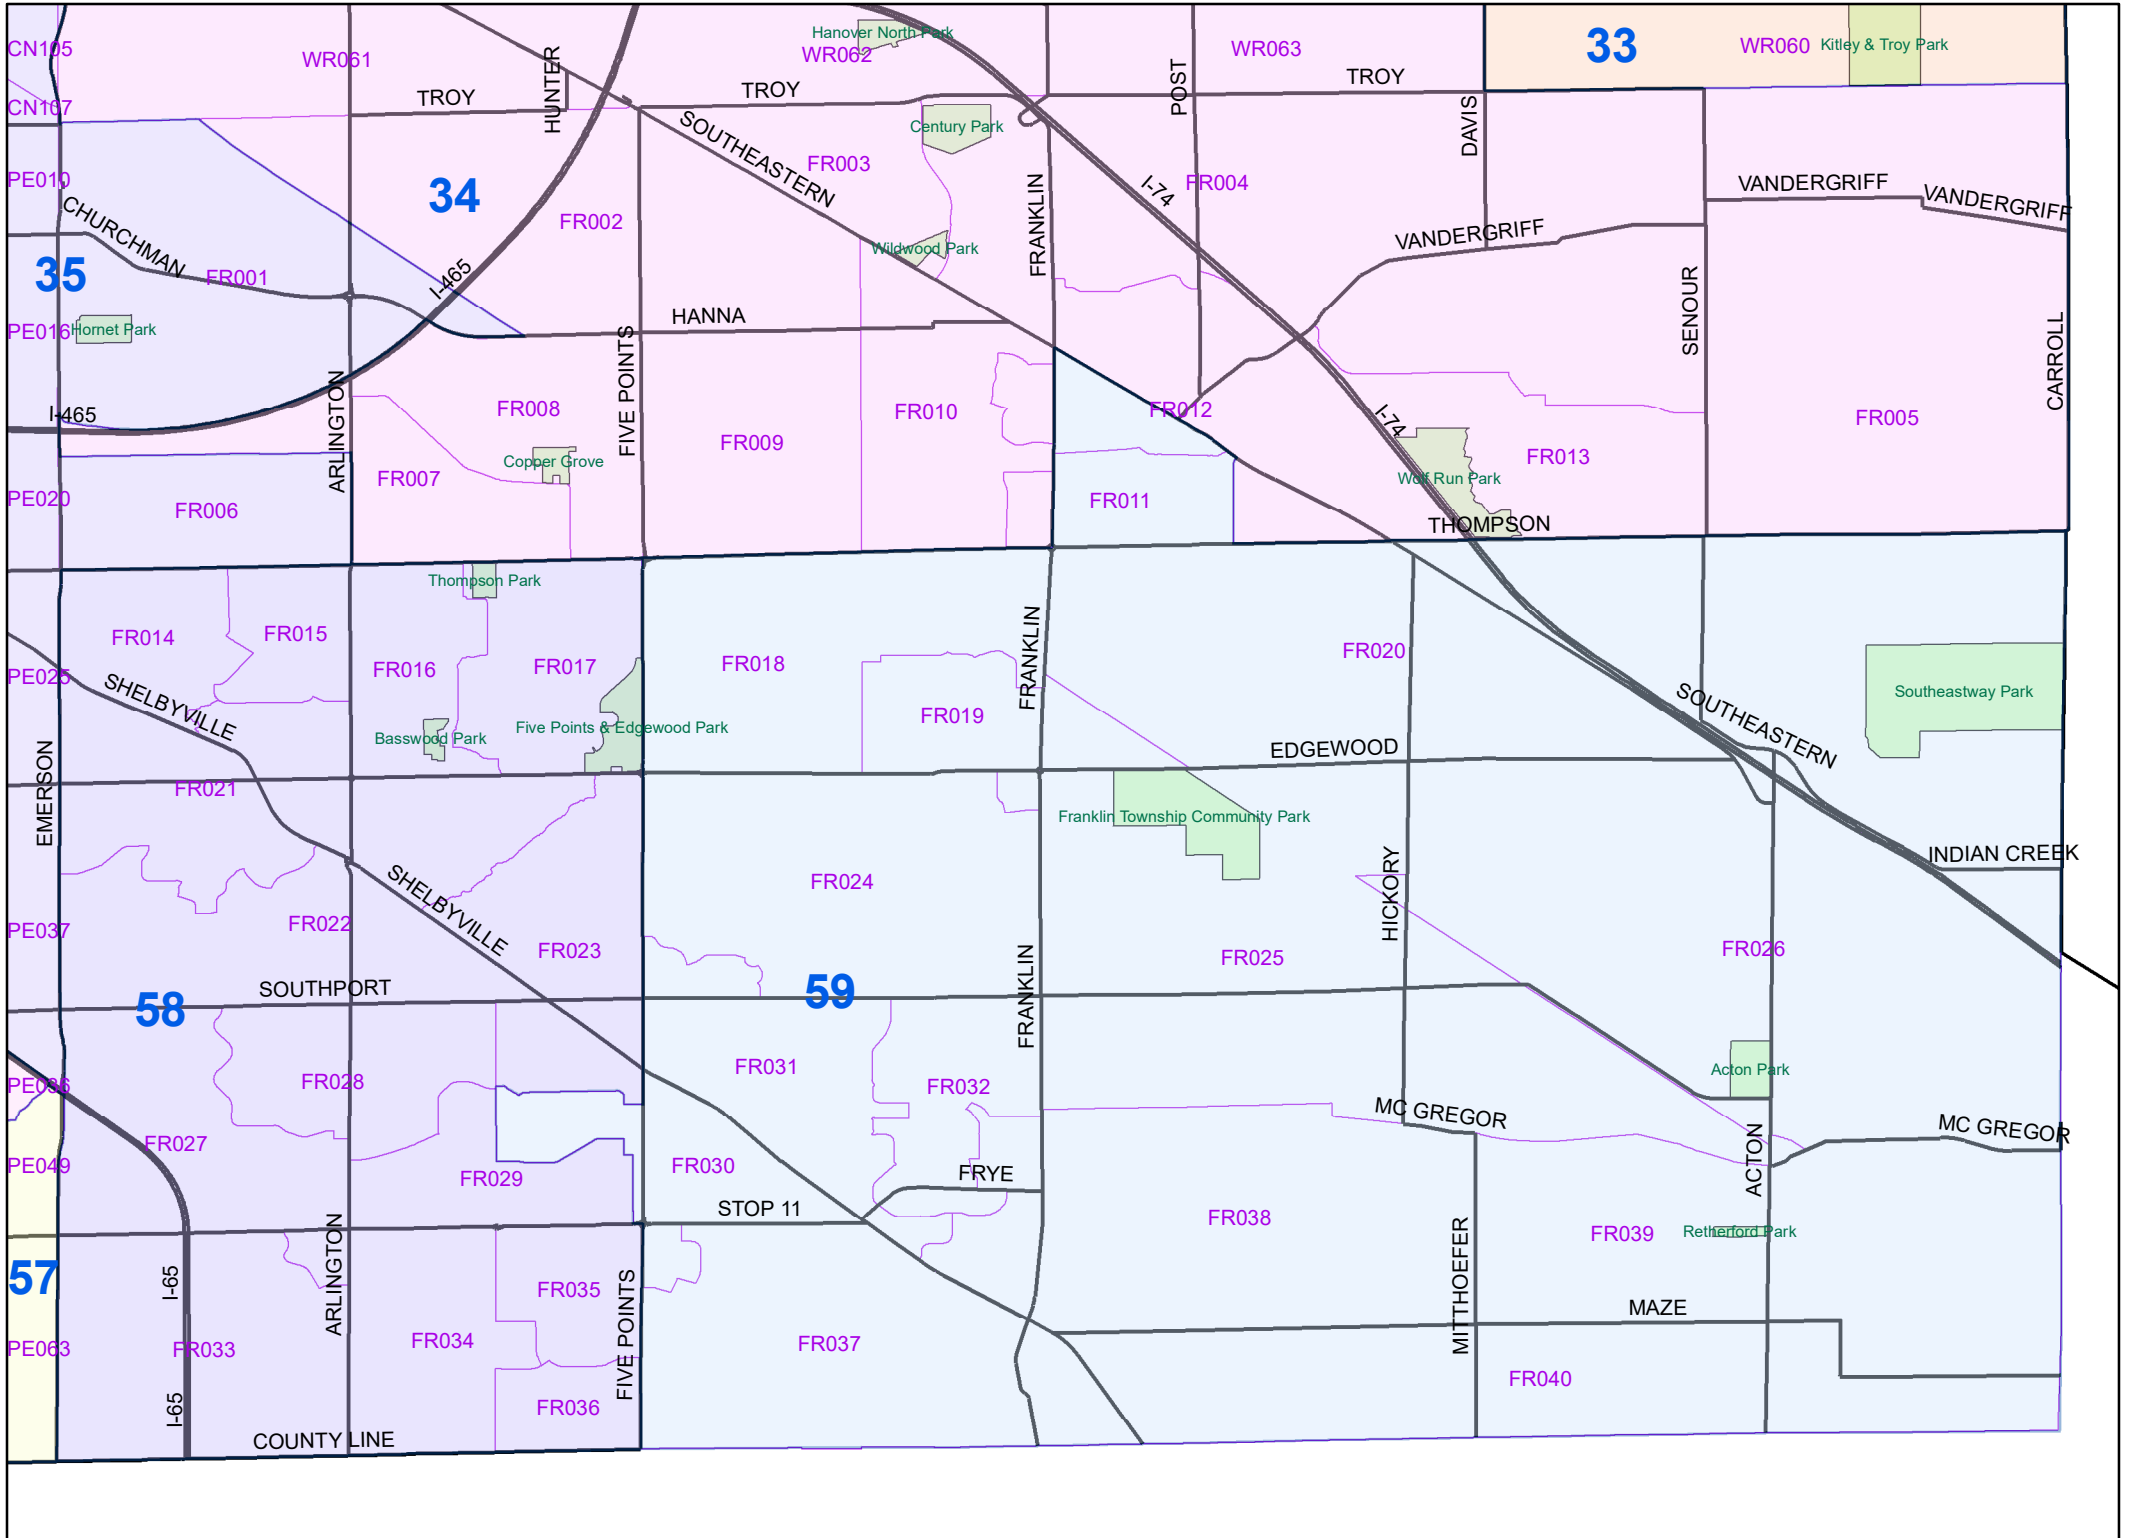 Hanover North Park
CN105
WR061
WR062
WR063
33
WR060
Kitley & Troy Park
HUNTER
POST
TROY
TROY
TROY
CN107
DAVIS
SOUTHEASTERN
Century Park
FR003
PE010
34
FR002
I-74
FR004
VANDERGRIFF
VANDERGRIFF
CHURCHMAN
FRANKLIN
VANDERGRIFF
Wildwood Park
35
FR001
I-465
PE016
Hornet Park
HANNA
SENOUR
CARROLL
FIVE POINTS
ARLINGTON
I-465
FR008
FR010
FR012
I-74
FR005
FR009
Copper Grove
FR013
FR007
Wolf Run Park
PE020
FR006
FR011
THOMPSON
Thompson Park
FR014
FR015
FR016
FR017
FR018
FRANKLIN
FR020
PE025
SHELBYVILLE
FR019
Southeastway Park
SOUTHEASTERN
Five Points & Edgewood Park
Basswood Park
EDGEWOOD
EMERSON
FR021
Franklin Township Community Park
INDIAN CREEK
SHELBYVILLE
FR024
HICKORY
FR022
PE037
FR023
FR025
FR026
SOUTHPORT
58
59
FRANKLIN
FR031
Acton Park
PE036
FR028
FR032
MC GREGOR
MC GREGOR
FR027
PE049
FR029
FR030
FRYE
ACTON
STOP 11
FR038
FR039
Retherford Park
57
I-65
ARLINGTON
FR035
FIVE POINTS
MITTHOEFER
MAZE
PE063
FR033
FR034
FR037
FR040
I-65
FR036
COUNTY LINE